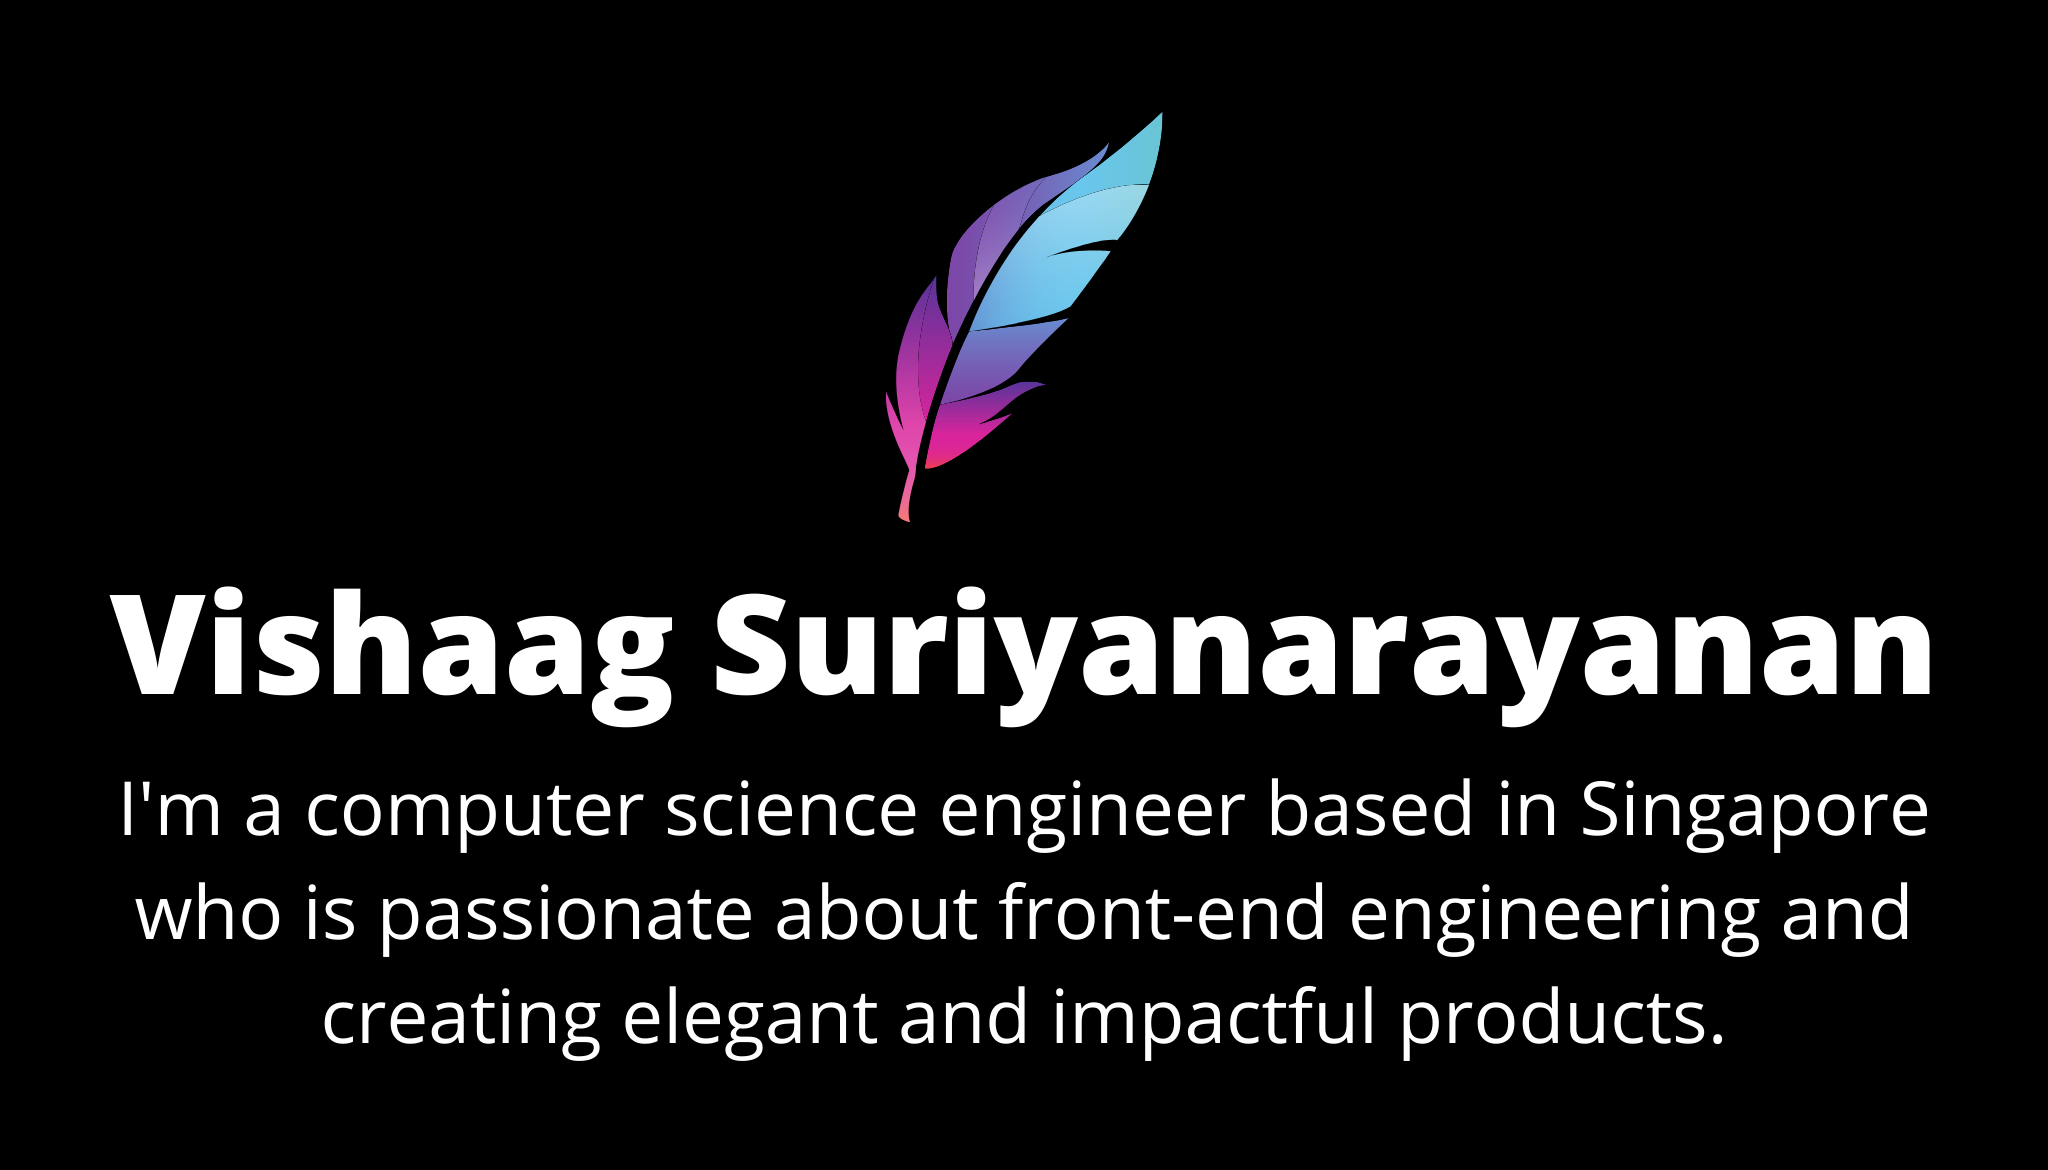 Vishaag Suriyanarayanan
I'm a computer science engineer based in Singapore
who is passionate about front-end engineering and
creating elegant and impactful products.